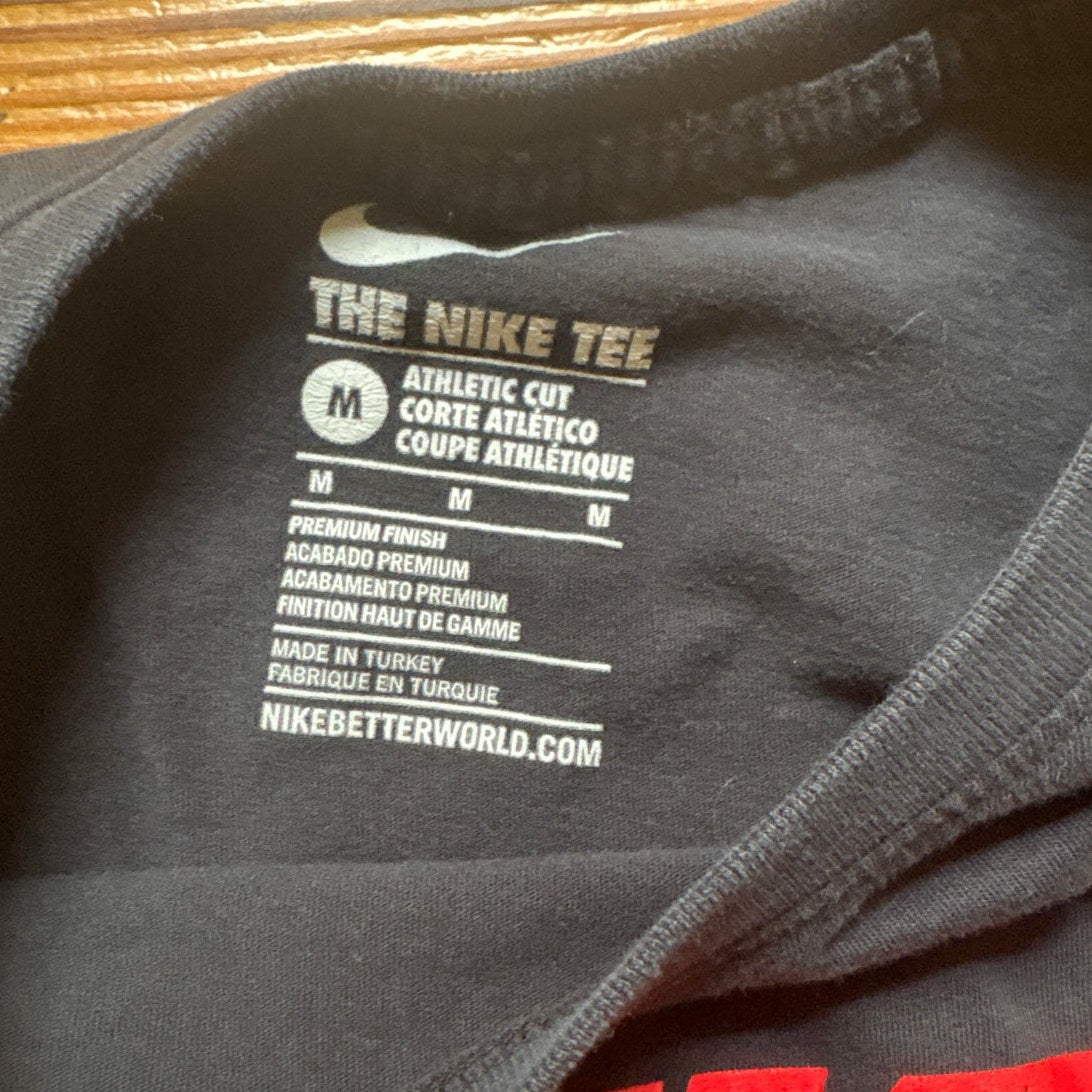 THE NIKE TEE
M
ATHLETIC CUT
CORTE ATLÉTICO
COUPE ATHLÉTIQUE
M M M
PREMIUM FINISH
ACABADO PREMIUM
ACABAMENTO PREMIUM
FINITION HAUT DE GAMME
MADE IN TURKEY
FABRIQUE EN TURQUIE
NIKEBETTERWORLD.COM